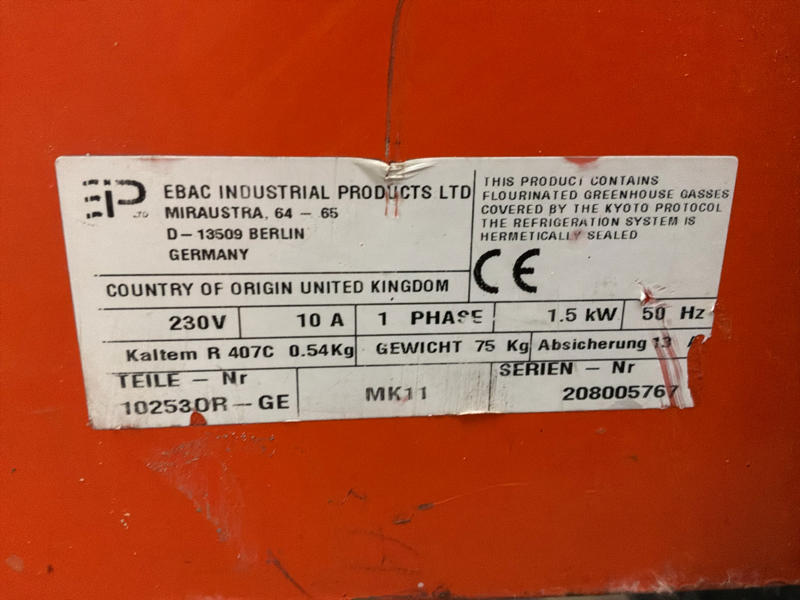 EIP LTD
EBAC INDUSTRIAL PRODUCTS LTD
MIRAUSTRA, 64 – 65
D–13509 BERLIN
GERMANY
COUNTRY OF ORIGIN UNITED KINGDOM
THIS PRODUCT CONTAINS
FLOURINATED GREENHOUSE GASSES
COVERED BY THE KYOTO PROTOCOL
THE REFRIGERATION SYSTEM IS
HERMETICALLY SEALED
CE
230V 10 A 1 PHASE 1.5 kW 50 Hz
Kaltem R 407C 0.54Kg GEWICHT 75 Kg Absicherung 13 A
TEILE – Nr
10253OR–GE
MK11
SERIEN – Nr
208005767